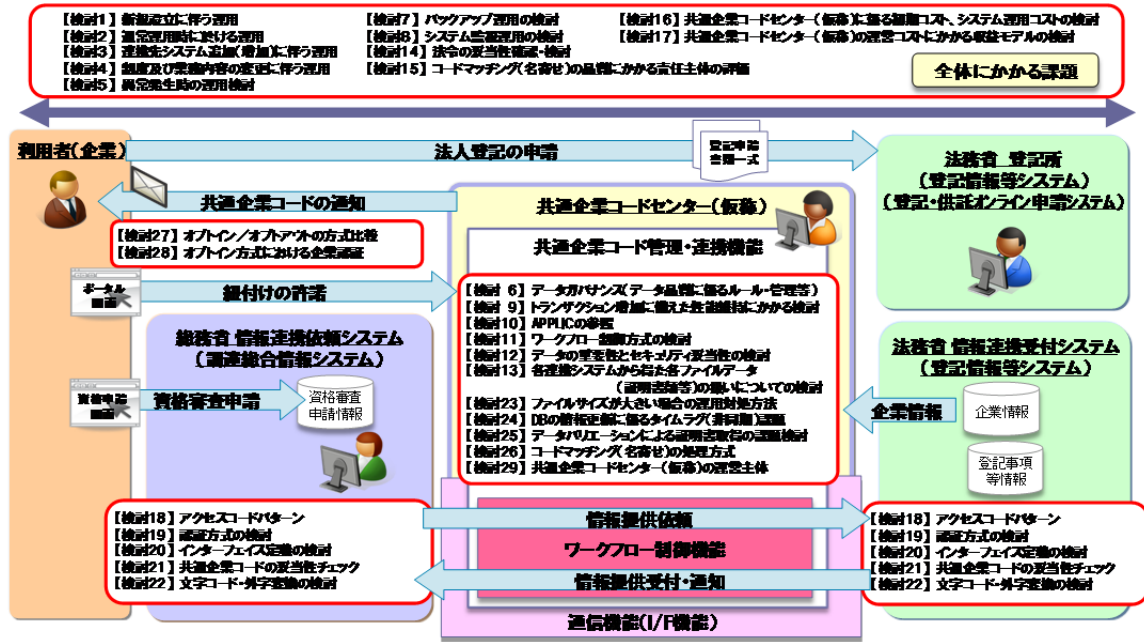 【検討1】新規設立に伴う運用
【検討2】通常運用時における運用
【検討3】連携先システム追加(増加)に伴う運用
【検討4】制度及び業務内容の変更に伴う運用
【検討5】異常発生時の運用検討
【検討7】バックアップ運用の検討
【検討8】システム監視運用の検討
【検討14】法令の妥当性確認・検討
【検討15】コードマッチング(名寄せ)の品質にかかる責任主体の評価
【検討16】共通企業コードセンター(仮称)に係る初期コスト、システム運用コストの検討
【検討17】共通企業コードセンター(仮称)の運営コストにかかる収益モデルの検討
全体にかかる課題
利用者(企業)
法人登記の申請
登記申請
書類一式
法務省 登記所
(登記情報等システム)
(登記・供託オンライン申請システム)
共通企業コードの通知
共通企業コードセンター(仮称)
共通企業コード管理・連携機能
【検討27】オプトイン/オプトアウトの方式比較
【検討28】オプトイン方式における企業認証
ポータル
画面
紐付けの許諾
【検討 6】データガバナンス(データ品質に係るルール・管理等)
【検討 9】トランザクション増加に備えた性能維持にかかる検討
【検討10】APPLICの参照
【検討11】ワークフロー制御方式の検討
【検討12】データの重要性とセキュリティ妥当性の検討
【検討13】各連携システムから得た各ファイルデータ
(証明書類等)の扱いについての検討
【検討23】ファイルサイズが大きい場合の運用対処方法
【検討24】DBの情報更新に係るタイムラグ(非同期)課題
【検討25】データバリエーションによる証明書取得の課題検討
【検討26】コードマッチング(名寄せ)の処理方式
【検討29】共通企業コードセンター(仮称)の運営主体
総務省 情報連携依頼システム
(調達総合情報システム)
資格申請
画面
資格審査申請
資格審査
申請情報
法務省 情報連携受付システム
(登記情報等システム)
企業情報
企業情報
登記事項
等情報
【検討18】アクセスコードパターン
【検討19】認証方式の検討
【検討20】インターフェイス定義の検討
【検討21】共通企業コードの妥当性チェック
【検討22】文字コード・外字変換の検討
情報提供依頼
ワークフロー制御機能
情報提供受付・通知
通信機能(I/F機能)
【検討18】アクセスコードパターン
【検討19】認証方式の検討
【検討20】インターフェイス定義の検討
【検討21】共通企業コードの妥当性チェック
【検討22】文字コード・外字変換の検討